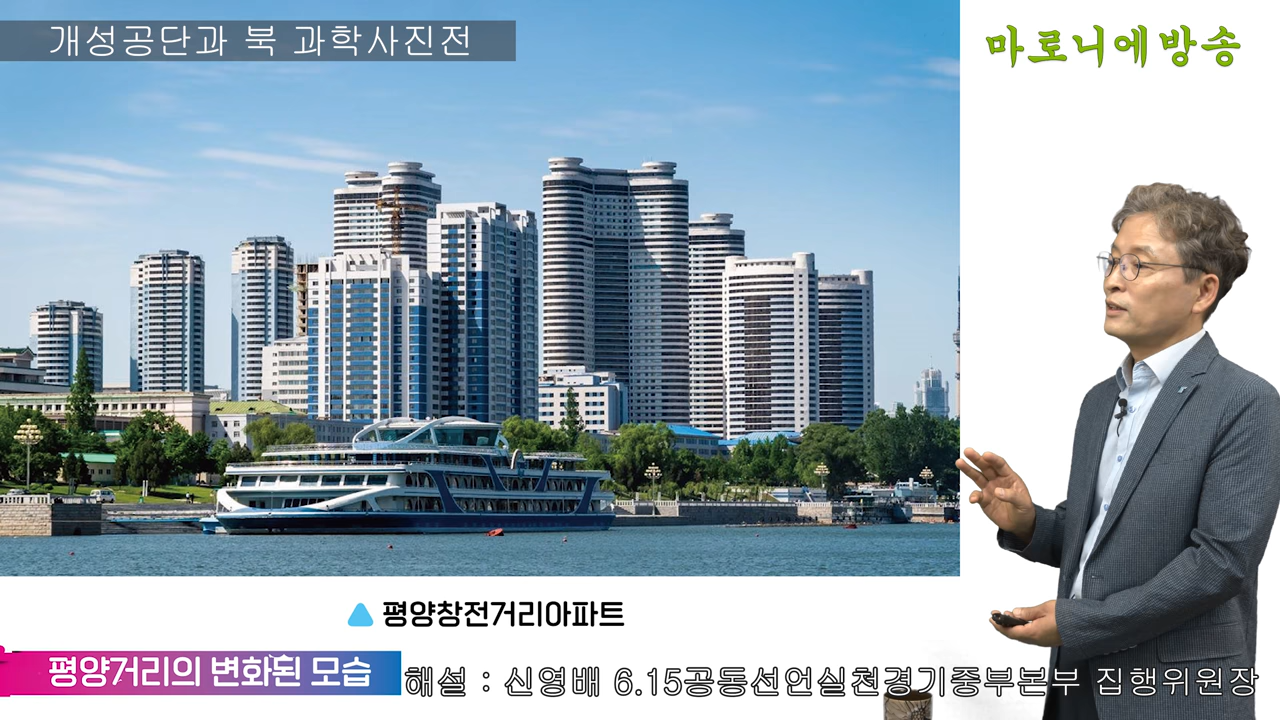 개성공단과 북 과학사진전
마로니에방송
평양창전거리아파트
평양거리의 변화된 모습
해설 : 신영배 6.15공동선언실천경기중부본부 집행위원장